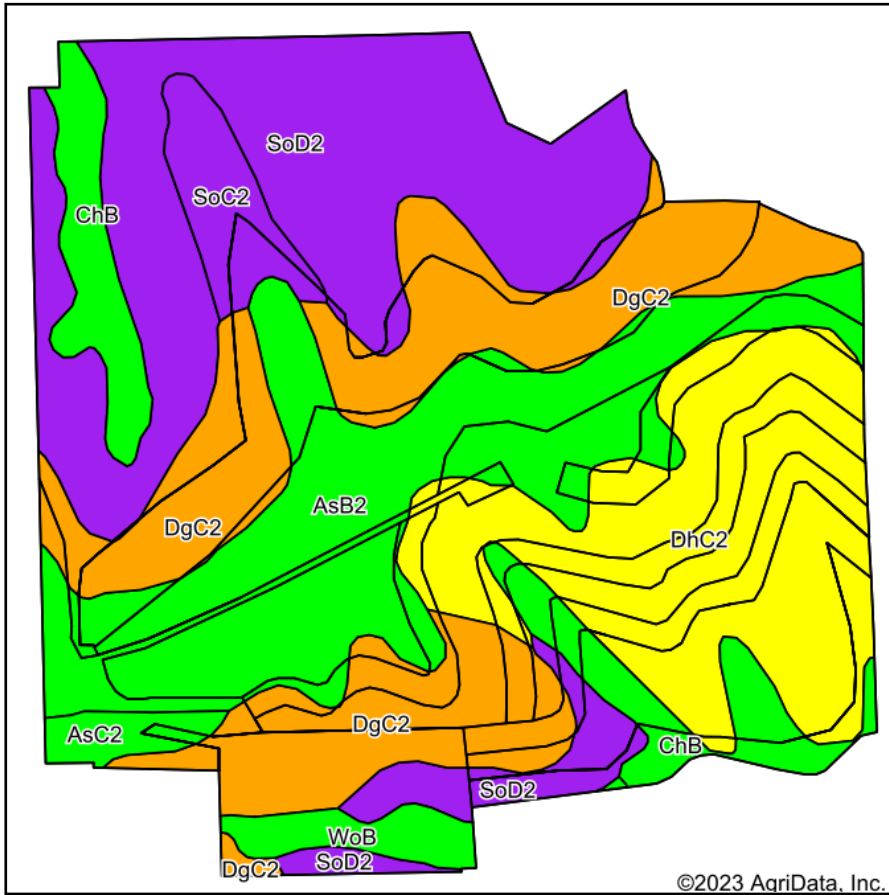 SoD2
SoC2
ChB
DgC2
AsB2
DgC2
DhC2
DgC2
AsC2
ChB
SoD2
WoB
SoD2
DgC2
©2023 AgriData, Inc.